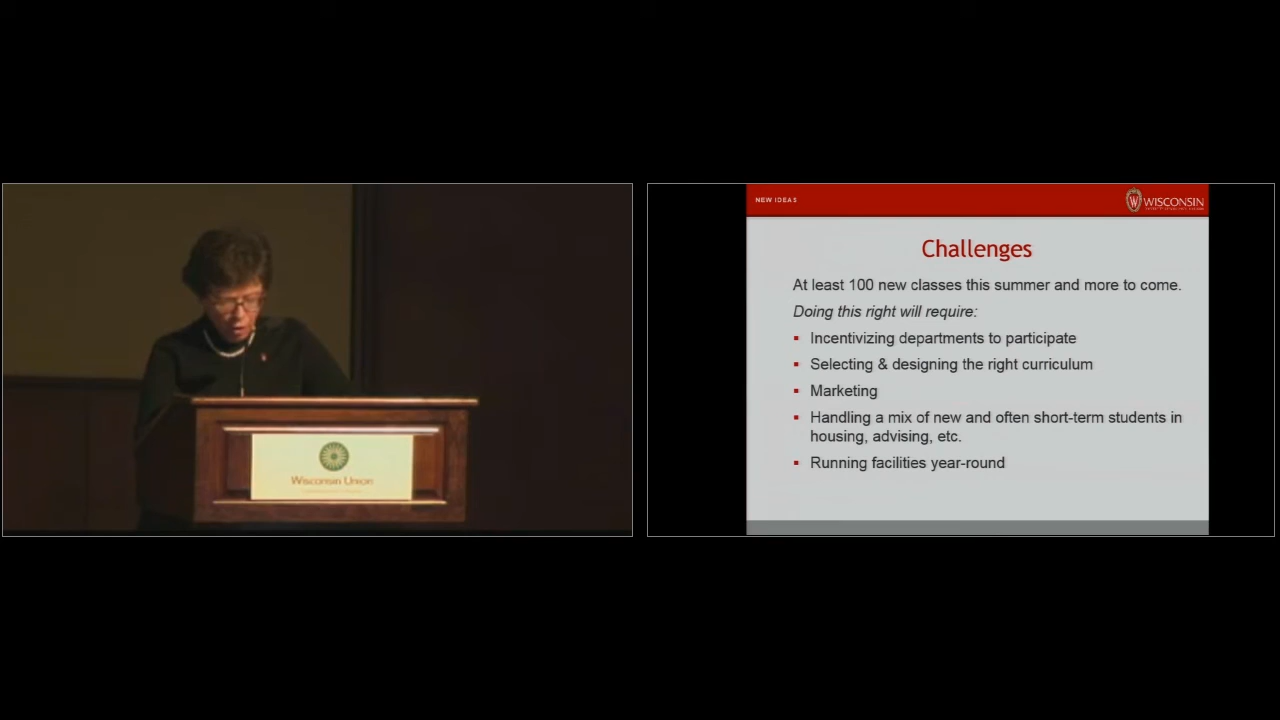 Wisconsin Union
NEW IDEAS
W WISCONSIN
Challenges
At least 100 new classes this summer and more to come.
Doing this right will require:
Incentivizing departments to participate
Selecting & designing the right curriculum
Marketing
Handling a mix of new and often short-term students in
housing, advising, etc.
Running facilities year-round